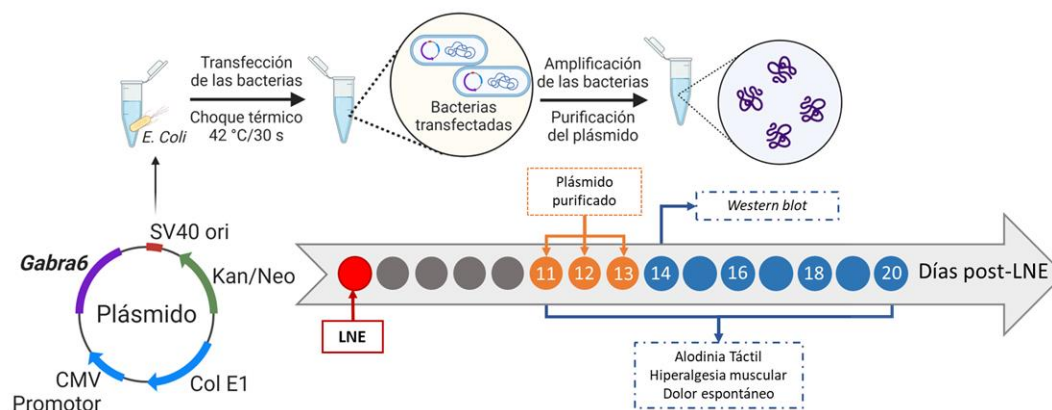 Transfección
de las bacterias
Choque térmico
42 °C/30 s
E. Coli
Bacterias
transfectadas
Amplificación
de las bacterias
Purificación
del plásmido
SV40 ori
Gabra6
Kan/Neo
Plásmido
CMV
Promotor
Col E1
Plásmido
purificado
Western blot
11 12 13 14 16 18 20
Días post-LNE
LNE
Alodinia Táctil
Hiperalgesia muscular
Dolor espontáneo